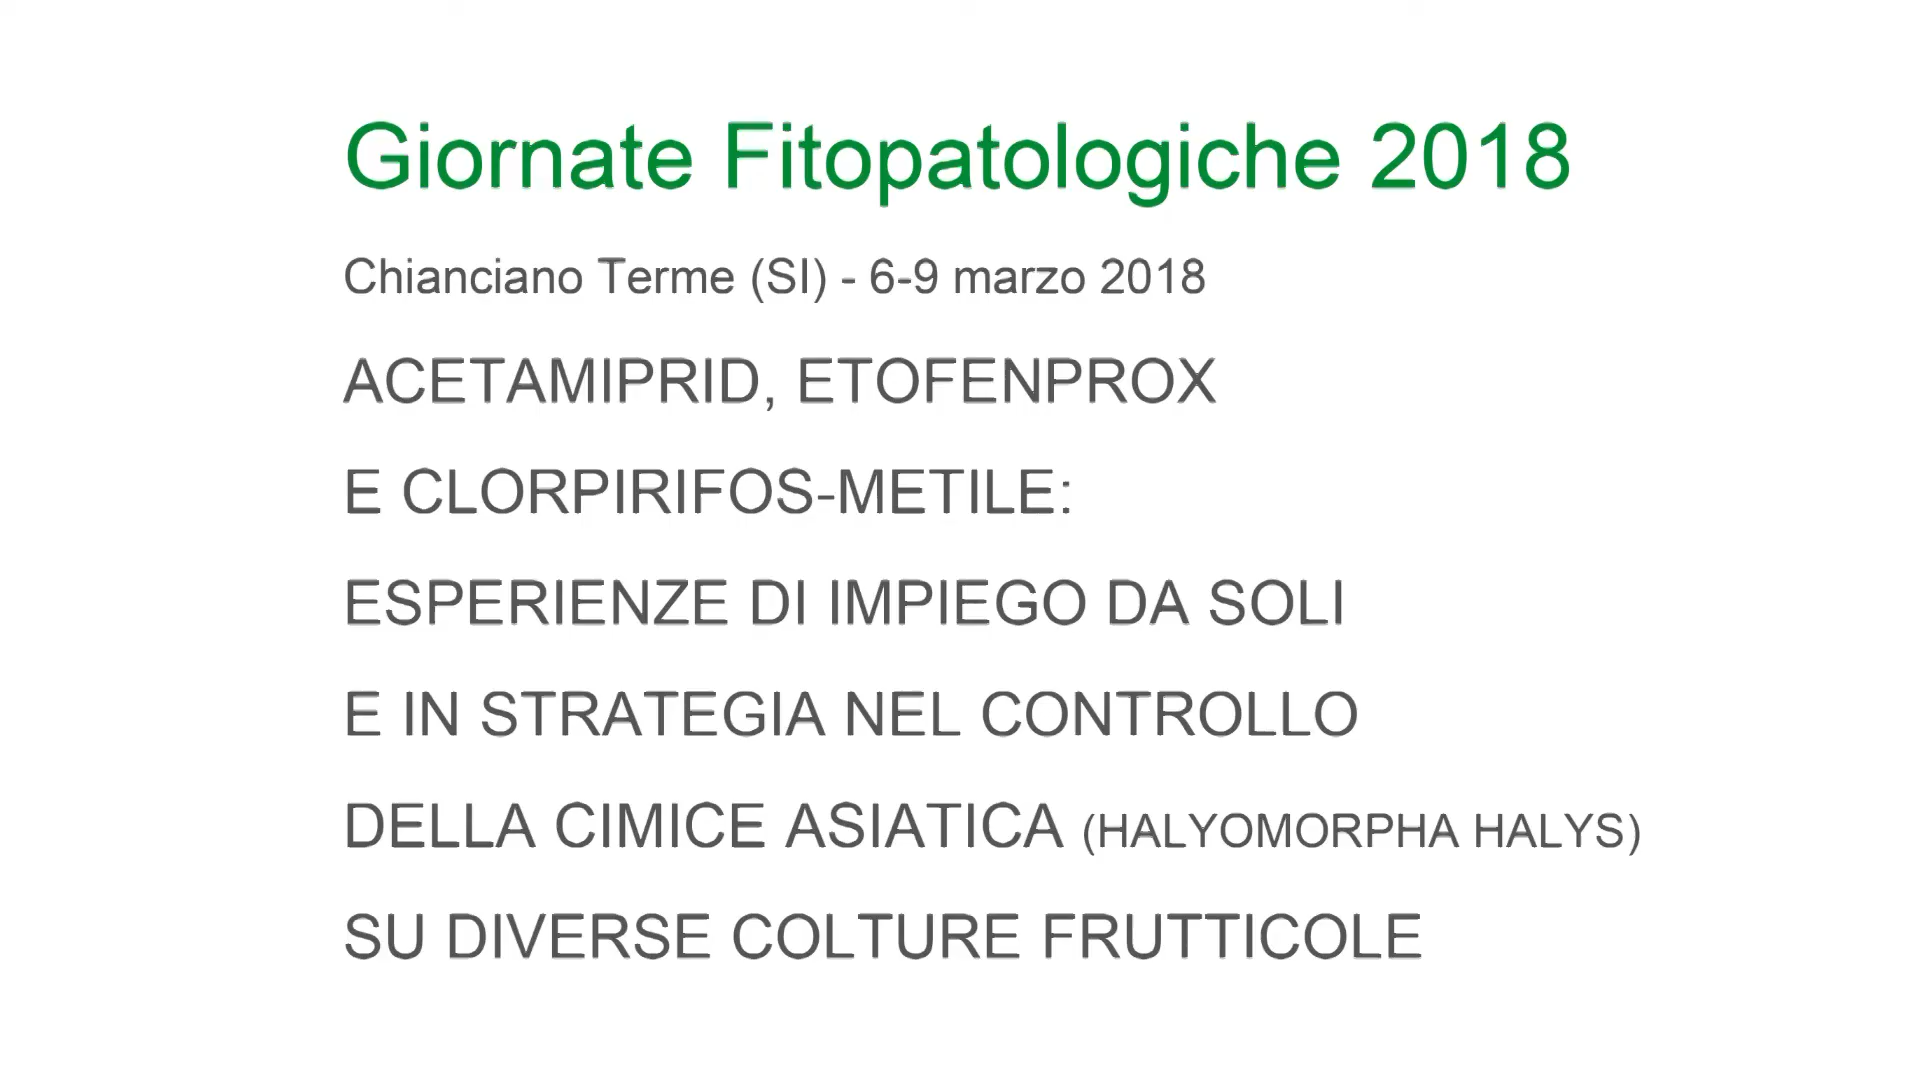 Giornate Fitopatologiche 2018
Chianciano Terme (SI) - 6-9 marzo 2018
ACETAMIPRID, ETOFENPROX
E CLORPIRIFOS-METILE:
ESPERIENZE DI IMPIEGO DA SOLI
E IN STRATEGIA NEL CONTROLLO
DELLA CIMICE ASIATICA (HALYOMORPHA HALYS)
SU DIVERSE COLTURE FRUTTICOLE